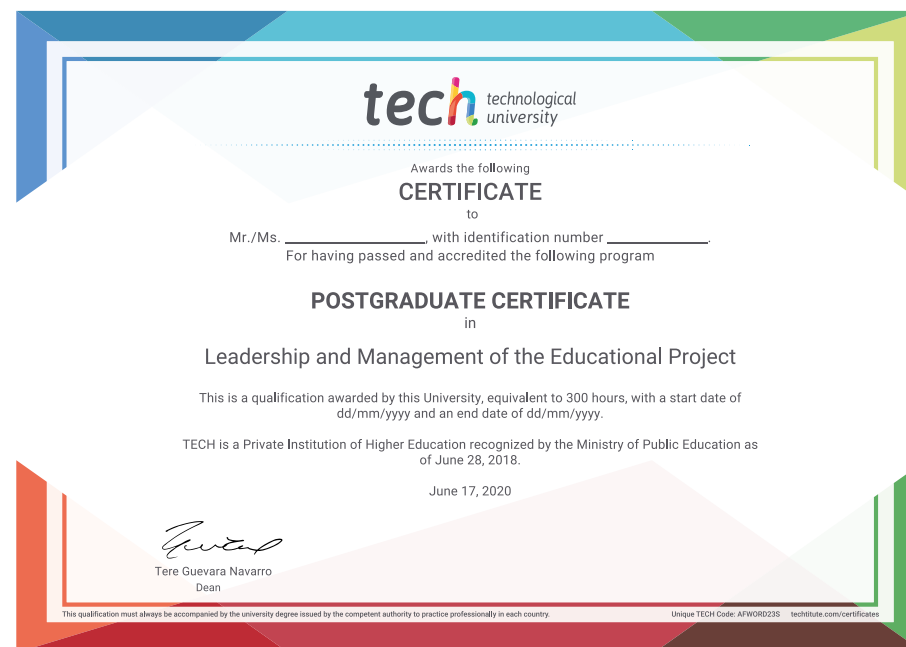 tech technological
university
Awards the following
CERTIFICATE
to
Mr./Ms. ____________________, with identification number ______________.
For having passed and accredited the following program
POSTGRADUATE CERTIFICATE
in
Leadership and Management of the Educational Project
This is a qualification awarded by this University, equivalent to 300 hours, with a start date of
dd/mm/yyyy and an end date of dd/mm/yyyy.
TECH is a Private Institution of Higher Education recognized by the Ministry of Public Education as
of June 28, 2018.
June 17, 2020
Tere Guevara Navarro
Dean
This qualification must always be accompanied by the university degree issued by the competent authority to practice professionally in each country. Unique TECH Code: AFWORD23S techtitute.com/certificates